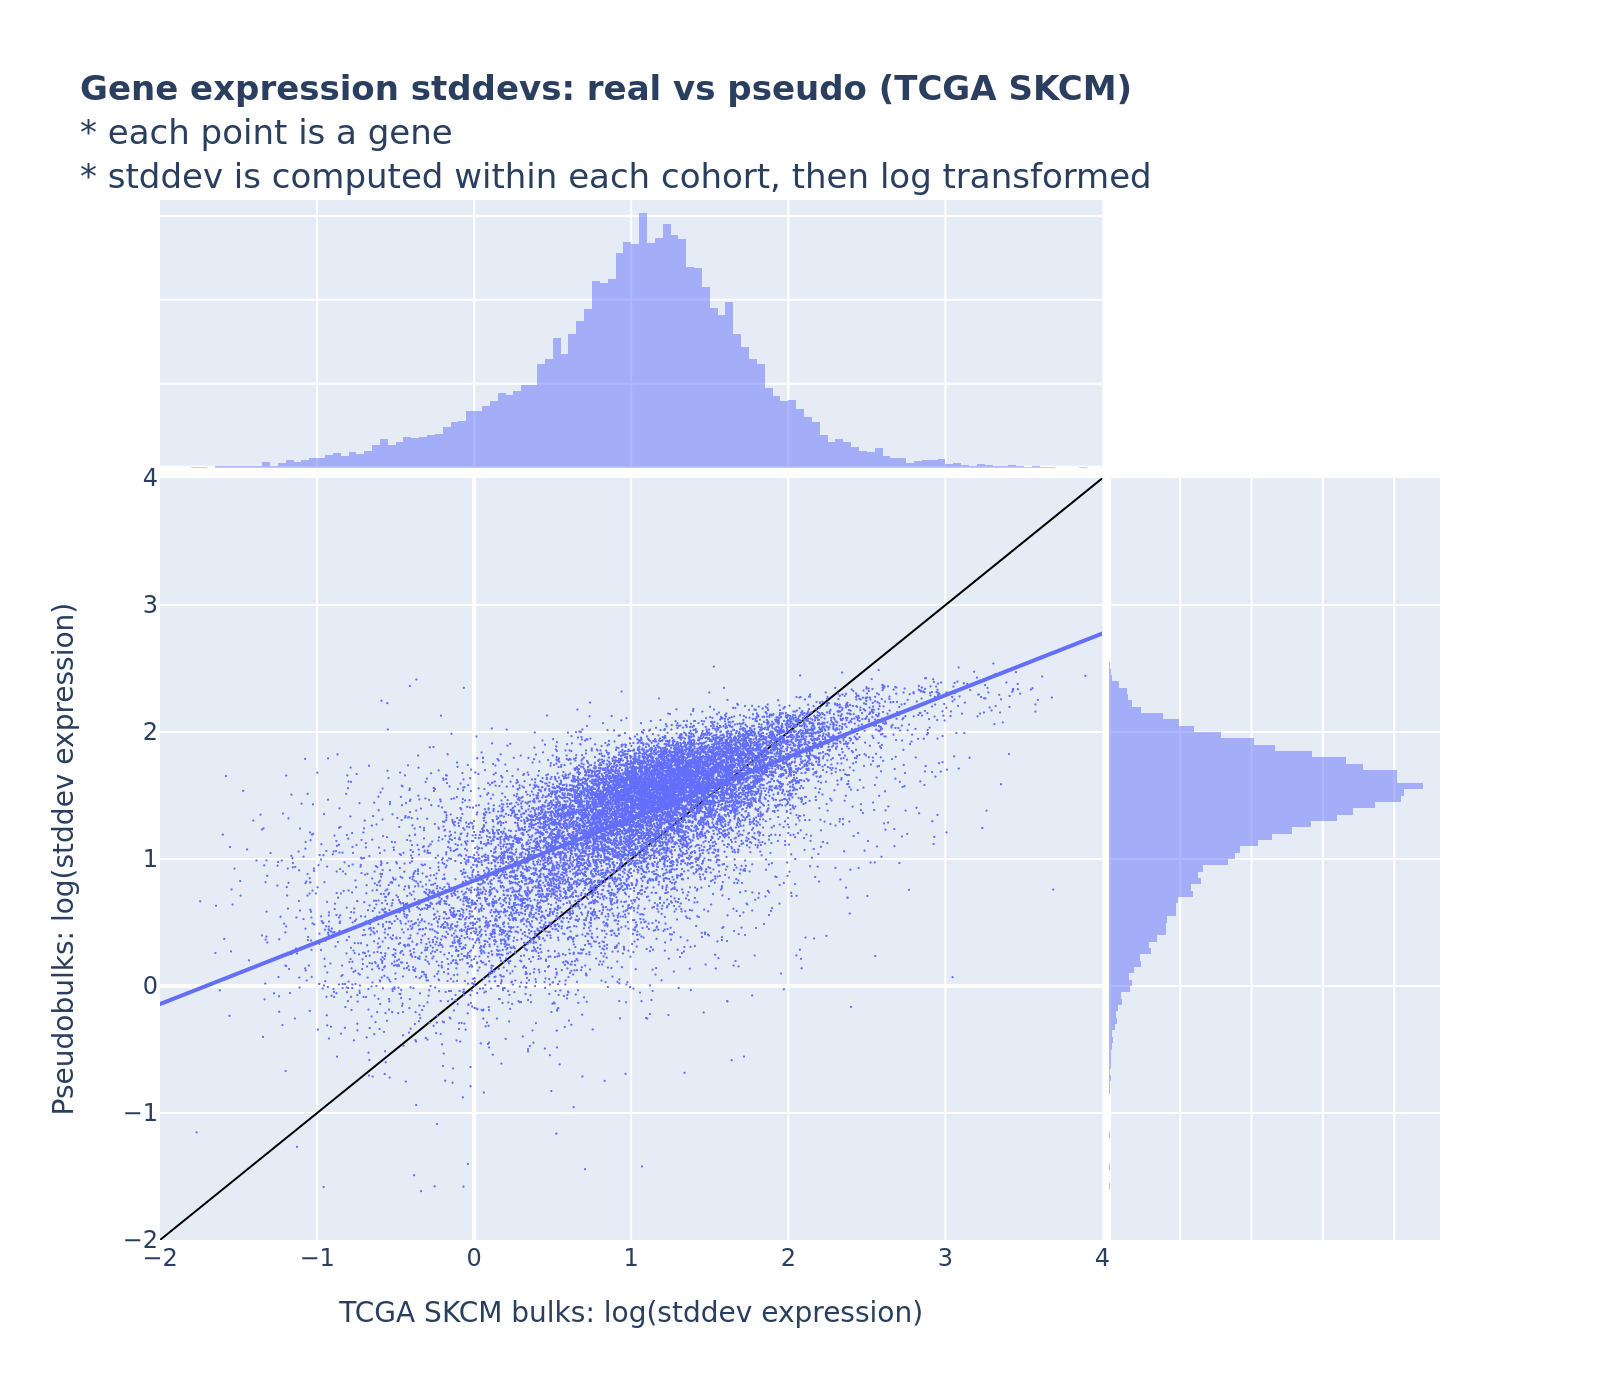 Gene expression stddevs: real vs pseudo (TCGA SKCM)
* each point is a gene
* stddev is computed within each cohort, then log transformed
4
3
2
1
0
−1
−2
Pseudobulks: log(stddev expression)
−2 −1 0 1 2 3 4
TCGA SKCM bulks: log(stddev expression)